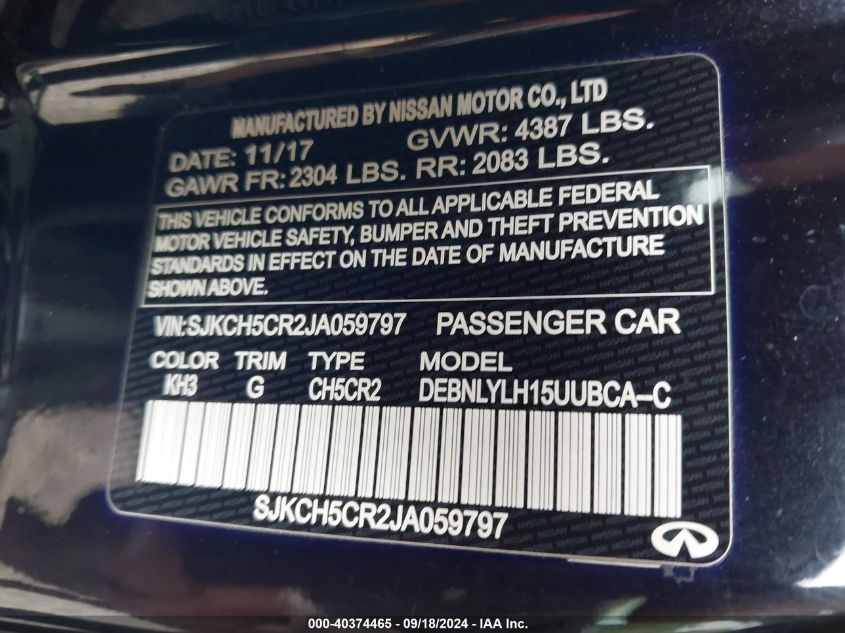 MANUFACTURED BY NISSAN MOTOR CO., LTD
DATE: 11/17 GVWR: 4387 LBS.
GAWR FR: 2304 LBS. RR: 2083 LBS.
THIS VEHICLE CONFORMS TO ALL APPLICABLE FEDERAL
MOTOR VEHICLE SAFETY, BUMPER AND THEFT PREVENTION
STANDARDS IN EFFECT ON THE DATE OF MANUFACTURE
SHOWN ABOVE.
VIN:SJKCH5CR2JA059797 PASSENGER CAR
COLOR TRIM TYPE MODEL
KH3 G CH5CR2 DEBNLYLH15UUBCA-C
SJKCH5CR2JA059797
000-40374465 - 09/18/2024 - IAA Inc.